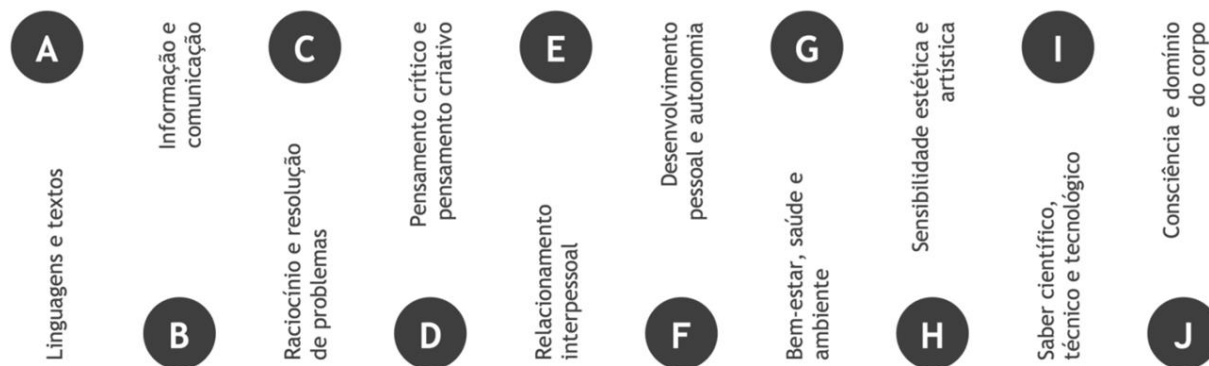 A
Linguagens e textos
B
Informação e
comunicação
C
Raciocínio e resolução
de problemas
D
Pensamento crítico e
pensamento criativo
E
Relacionamento
interpessoal
F
Desenvolvimento
pessoal e autonomia
G
Bem-estar, saúde e
ambiente
H
Sensibilidade estética e
artística
I
Saber científico,
técnico e tecnológico
J
Consciência e domínio
do corpo